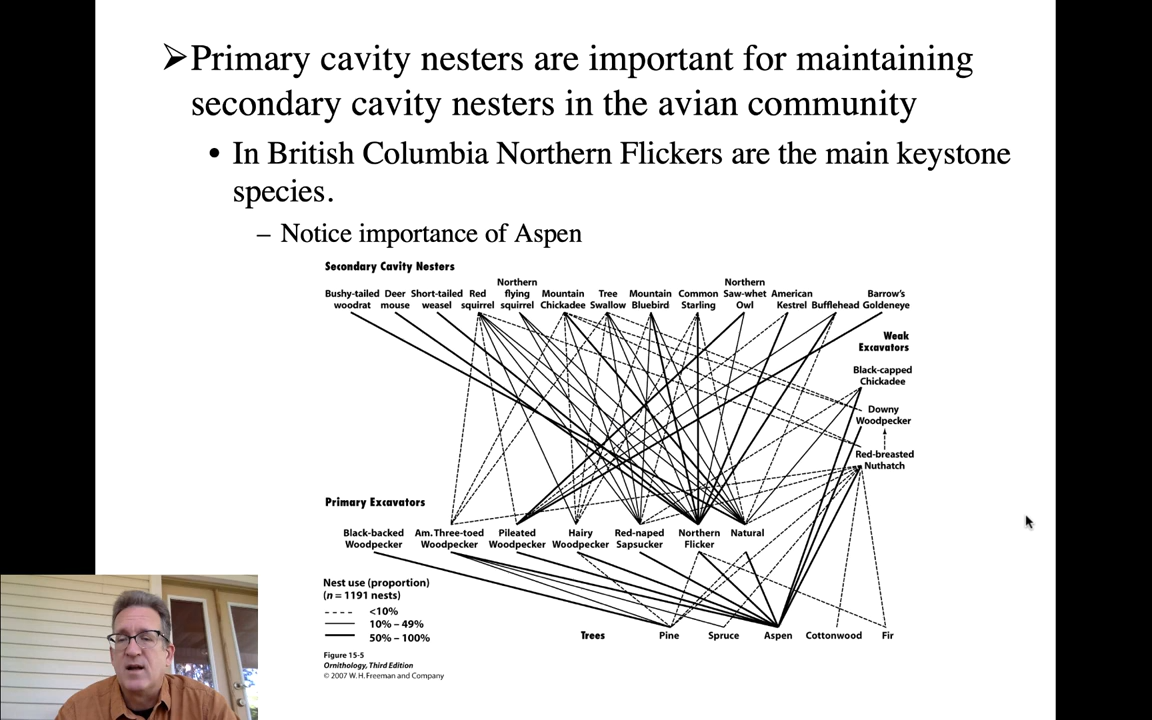 ➢Primary cavity nesters are important for maintaining
secondary cavity nesters in the avian community
• In British Columbia Northern Flickers are the main keystone
species.
– Notice importance of Aspen
Secondary Cavity Nesters
Bushy-tailed woodrat
Deer mouse
Short-tailed weasel
Red squirrel
Northern flying squirrel
Mountain Chickadee
Tree Swallow
Mountain Bluebird
Common Starling
Northern Saw-whet Owl
American Kestrel
Bufflehead
Barrow's Goldeneye
Weak
Excavators
Black-capped
Chickadee
Downy
Woodpecker
Red-breasted
Nuthatch
Primary Excavators
Black-backed Woodpecker
Am. Three-toed Woodpecker
Pileated Woodpecker
Hairy Woodpecker
Red-naped Sapsucker
Northern Flicker
Natural
Nest use (proportion)
(n = 1191 nests)
<10%
10% – 49%
50% – 100%
Trees Pine Spruce Aspen Cottonwood Fir
Figure 15-5
Ornithology, Third Edition
© 2007 W. H. Freeman and Company